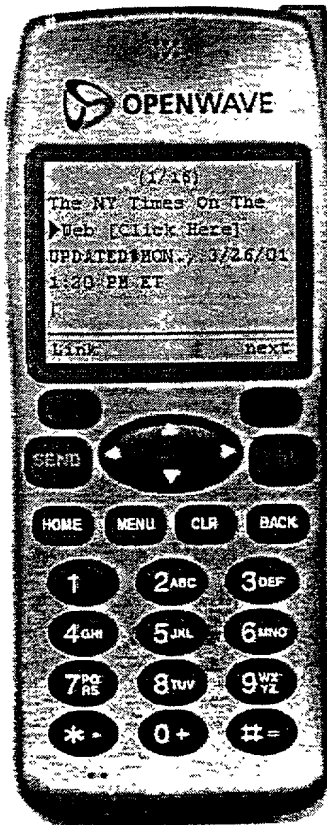 OPENWAVE
(1/16)
The NY Times On The
Web [Click Here]
UPDATED MON., 3/26/01
1:20 PM ET
Link next
SEND
HOME MENU CLR BACK
1 2ABC 3DEF
4GHI 5JKL 6MNO
7PQRS 8TUV 9WXYZ
* - 0 + # =